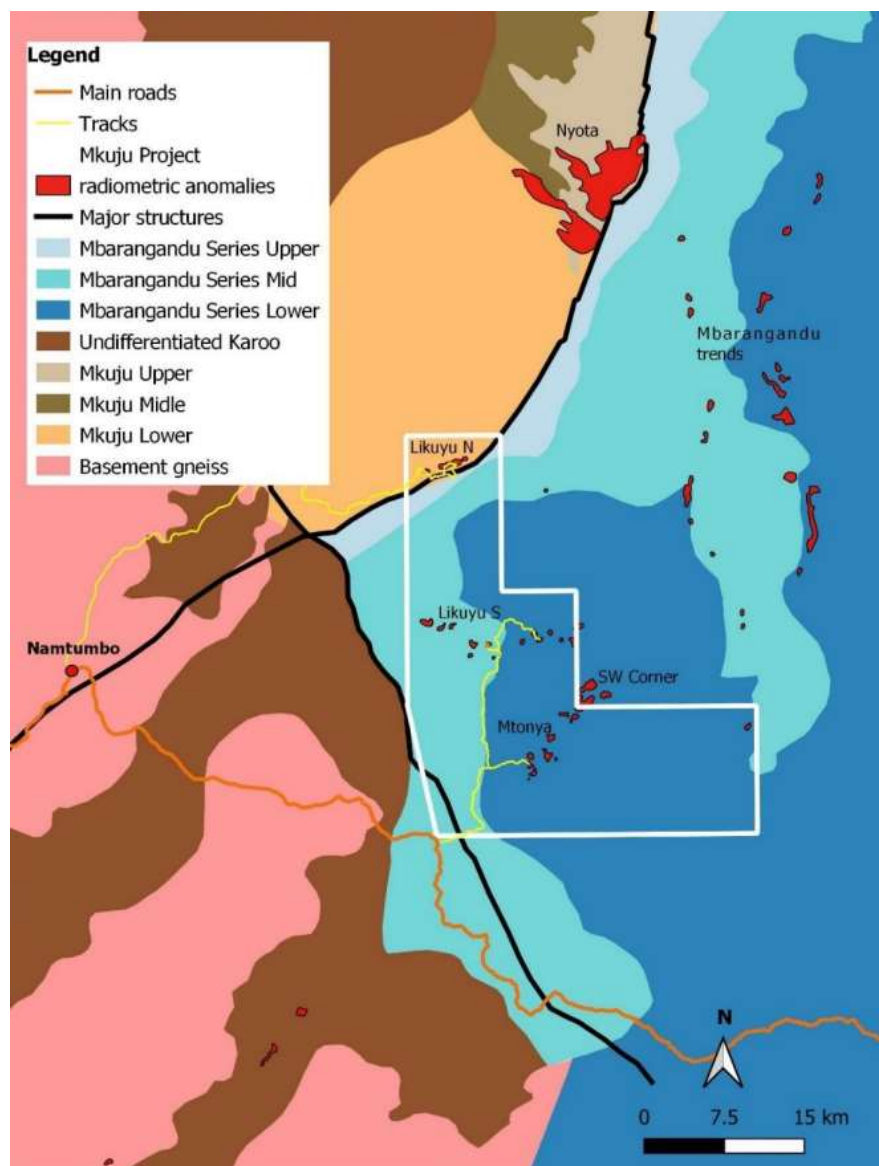 Legend
Main roads
Tracks
Mkuju Project
radiometric anomalies
Major structures
Mbarangandu Series Upper
Mbarangandu Series Mid
Mbarangandu Series Lower
Undifferentiated Karoo
Mkuju Upper
Mkuju Midle
Mkuju Lower
Basement gneiss
Nyota
Mbarangandu
trends
Likuyu N
Likuyu S
Namtumbo
SW Corner
Mtonya
N
0 7.5 15 km